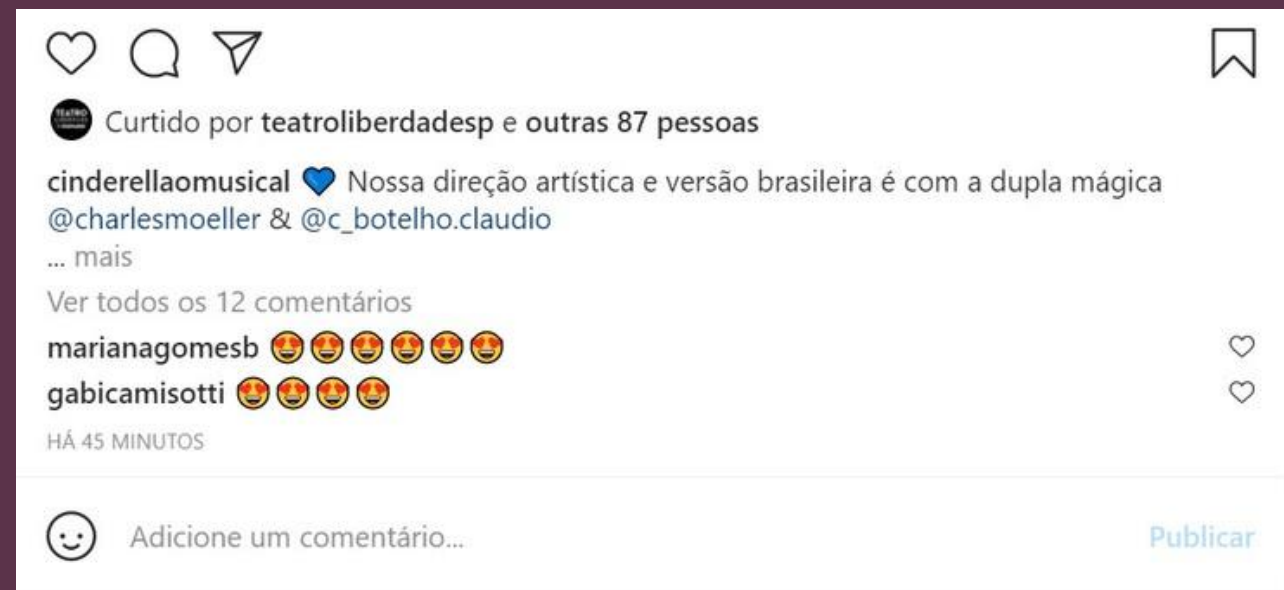 Curtido por teatroliberdadesp e outras 87 pessoas
cinderellaomusical 💙 Nossa direção artística e versão brasileira é com a dupla mágica
@charlesmoeller & @c_botelho.claudio
... mais
Ver todos os 12 comentários
marianagomesb 😍😍😍😍😍😍
gabicamisotti 😍😍😍😍
HÁ 45 MINUTOS
Adicione um comentário...
Publicar